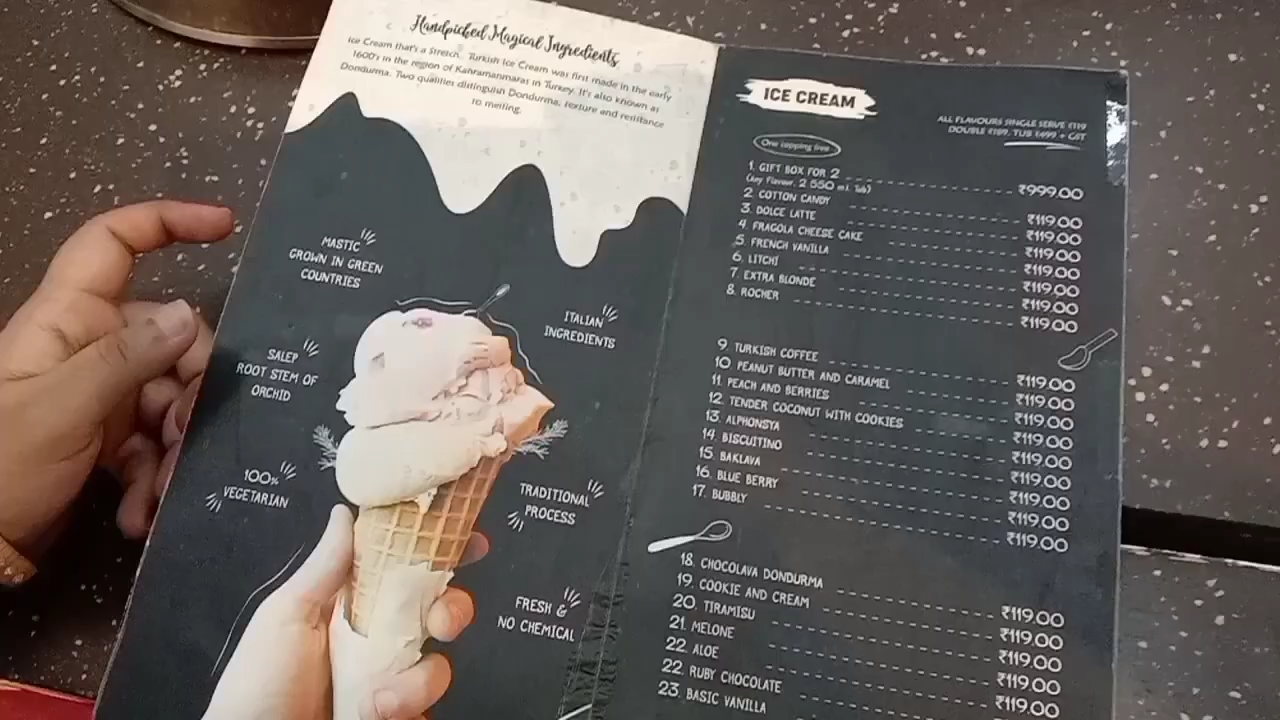 Handpicked Magical Ingredients
Ice Cream that's a Stretch. Turkish Ice Cream was first made in the early
1600's in the region of Kahramanmaras in Turkey. It's also known as
Dondurma. Two qualities distinguish Dondurma, texture and resistance
to melting.
MASTIC
GROWN IN GREEN
COUNTRIES
ITALIAN
INGREDIENTS
SALEP
ROOT STEM OF
ORCHID
100%
VEGETARIAN
TRADITIONAL
PROCESS
FRESH &
NO CHEMICAL
ICE CREAM
ALL FLAVOURS SINGLE SERVE ₹119
DOUBLE ₹189, TUB ₹499 + GST
One topping free
1. GIFT BOX FOR 2 ₹999.00
(Any Flavour, 2 550 ml. Tub)
2. COTTON CANDY ₹119.00
3. DOLCE LATTE ₹119.00
4. FRAGOLA CHEESE CAKE ₹119.00
5. FRENCH VANILLA ₹119.00
6. LITCHI ₹119.00
7. EXTRA BLONDE ₹119.00
8. ROCHER ₹119.00
9. TURKISH COFFEE ₹119.00
10 PEANUT BUTTER AND CARAMEL ₹119.00
11. PEACH AND BERRIES ₹119.00
12. TENDER COCONUT WITH COOKIES ₹119.00
13. ALPHONSYA ₹119.00
14. BISCUITINO ₹119.00
15. BAKLAVA ₹119.00
16. BLUE BERRY ₹119.00
17. BUBBLY ₹119.00
18. CHOCOLAVA DONDURMA ₹119.00
19. COOKIE AND CREAM ₹119.00
20. TIRAMISU ₹119.00
21. MELONE ₹119.00
22. ALOE ₹119.00
22. RUBY CHOCOLATE
23. BASIC VANILLA